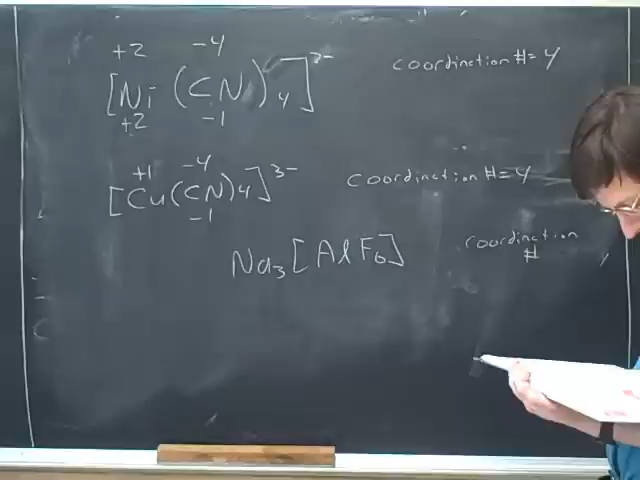 +2 -4
[Ni (CN)4]2- coordination #= 4
+2 -1
+1 -4
[Cu(CN)4]3- coordination #= 4
-1
Na3[AlF6] coordination
#